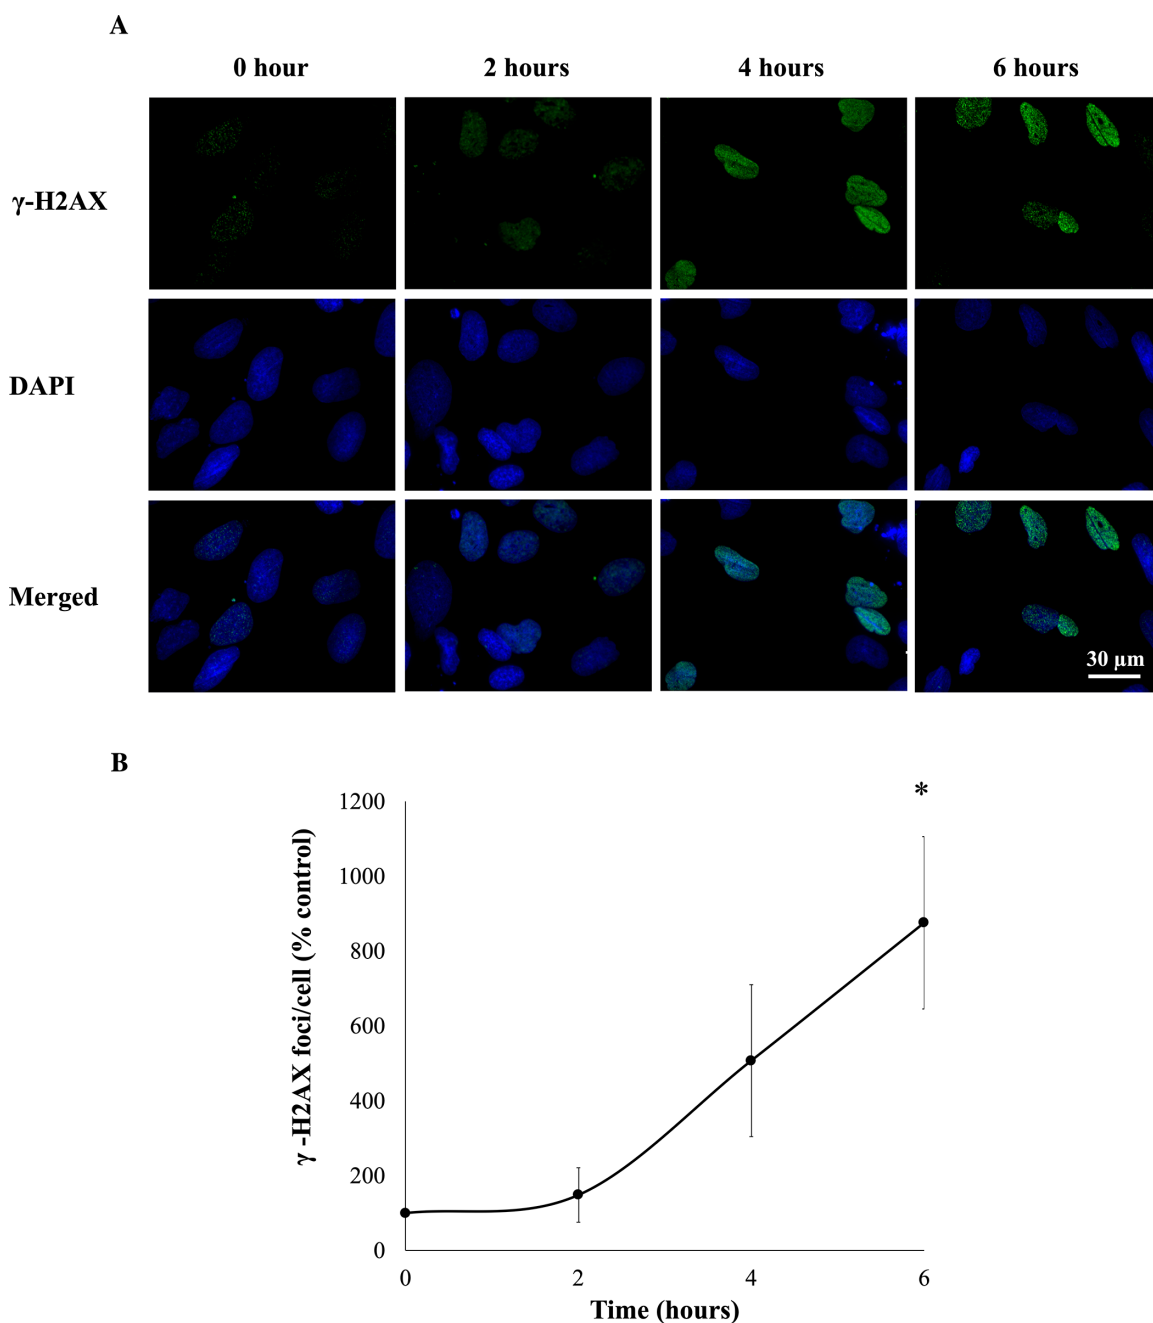 A
0 hour
2 hours
4 hours
6 hours
γ-H2AX
DAPI
Merged
30 µm
B
*
1200
1000
800
600
400
200
0
γ -H2AX foci/cell (% control)
0
2
4
6
Time (hours)